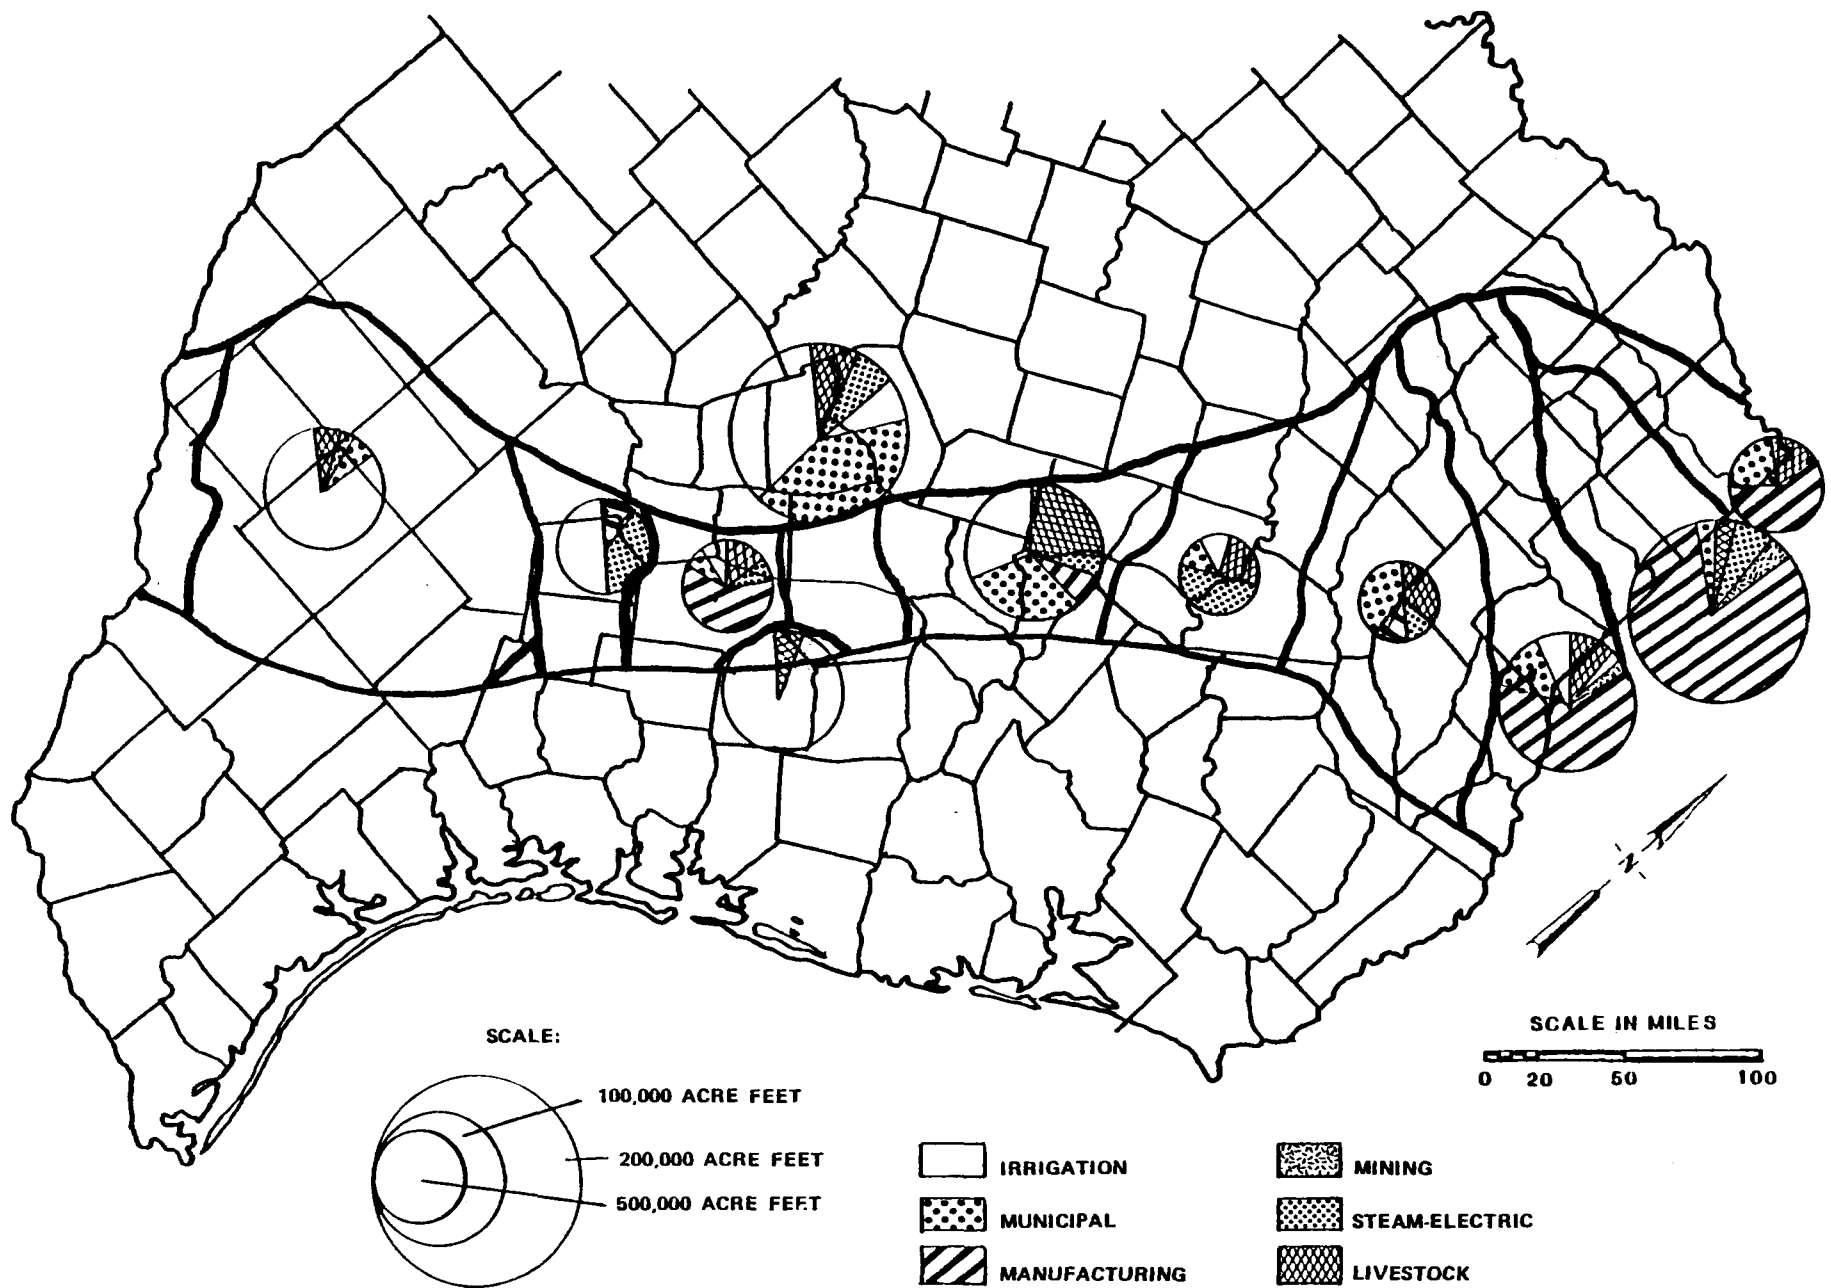 N
SCALE IN MILES
0 20 50 100
SCALE:
100,000 ACRE FEET
200,000 ACRE FEET
500,000 ACRE FEET
IRRIGATION
MUNICIPAL
MANUFACTURING
MINING
STEAM-ELECTRIC
LIVESTOCK